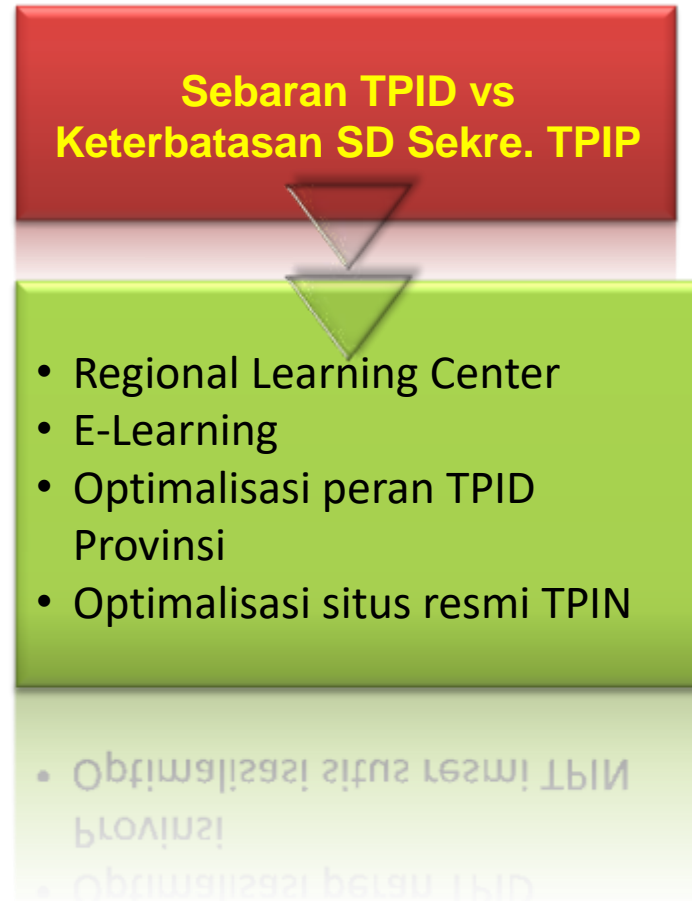 Sebaran TPID vs
Keterbatasan SD Sekre. TPIP
• Regional Learning Center
• E-Learning
• Optimalisasi peran TPID
Provinsi
• Optimalisasi situs resmi TPIN